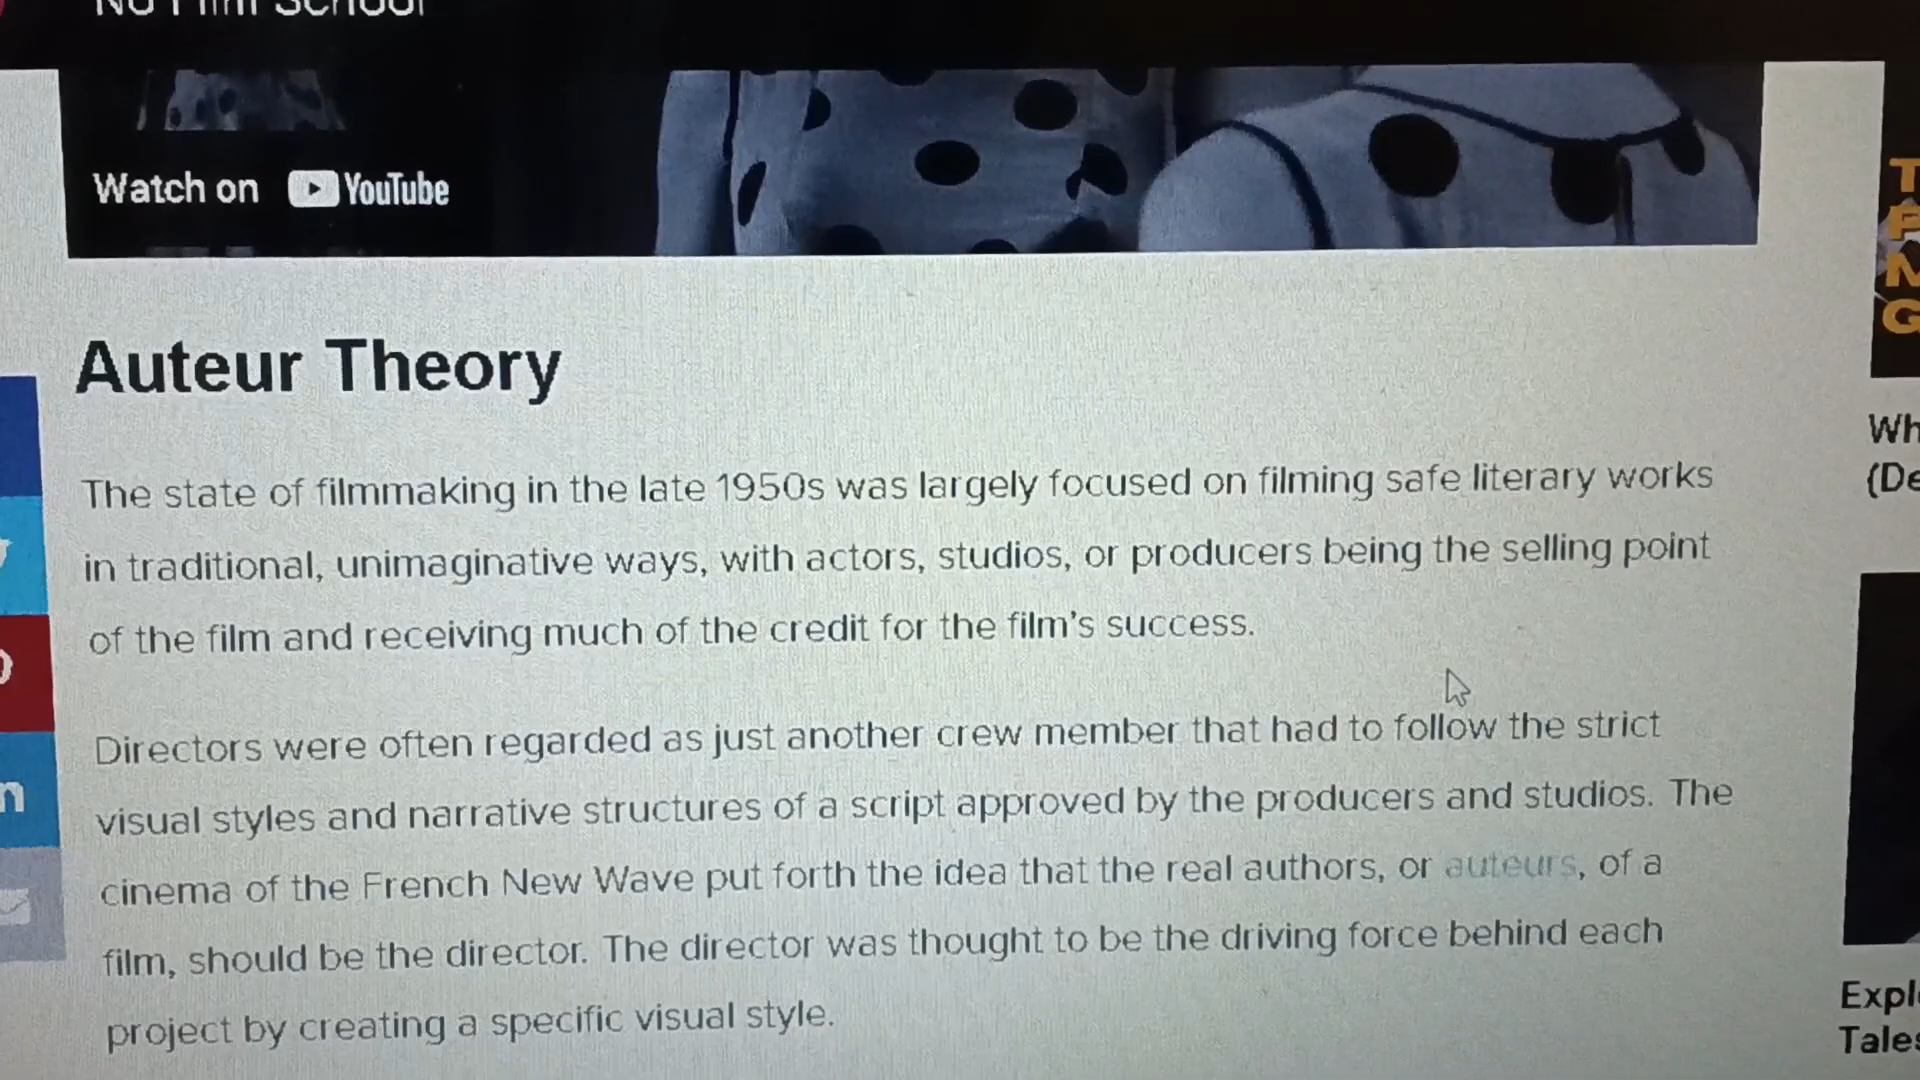 No Film School
Watch on YouTube
Auteur Theory
The state of filmmaking in the late 1950s was largely focused on filming safe literary works
in traditional, unimaginative ways, with actors, studios, or producers being the selling point
of the film and receiving much of the credit for the film's success.
Directors were often regarded as just another crew member that had to follow the strict
visual styles and narrative structures of a script approved by the producers and studios. The
cinema of the French New Wave put forth the idea that the real authors, or auteurs, of a
film, should be the director. The director was thought to be the driving force behind each
project by creating a specific visual style.